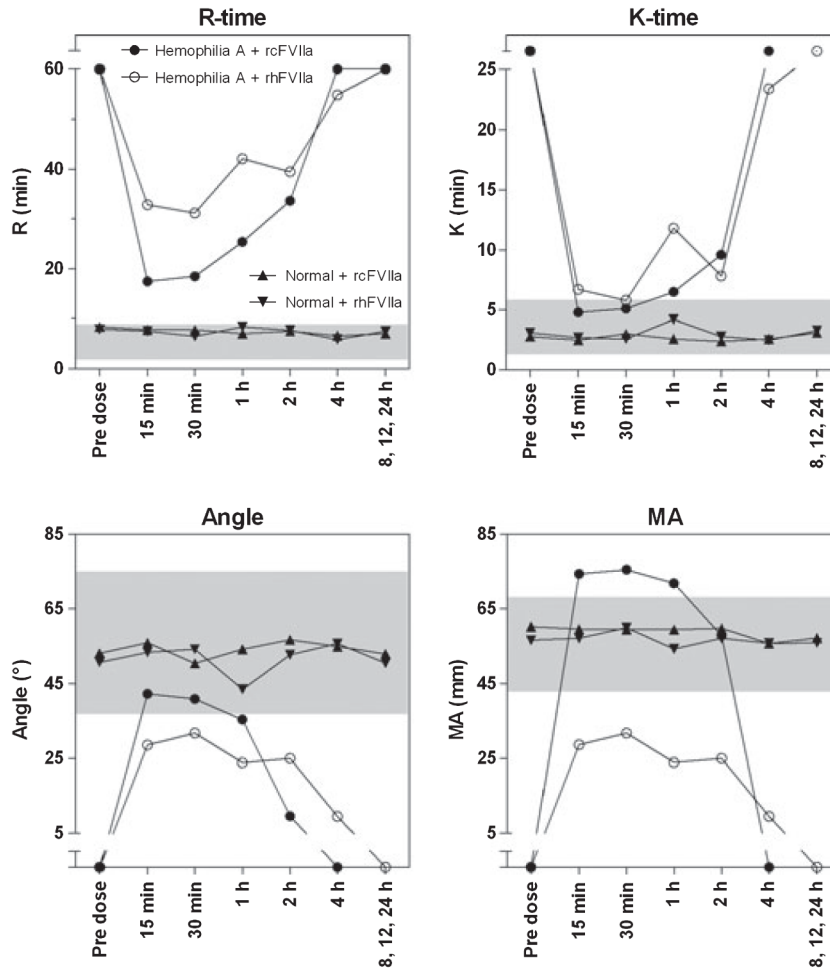 R-time
60
40
20
0
R (min)
Hemophilia A + rcFVIIa
Hemophilia A + rhFVIIa
Normal + rcFVIIa
Normal + rhFVIIa
Pre dose
15 min
30 min
1 h
2 h
4 h
8, 12, 24 h
K-time
25
20
15
10
5
0
K (min)
Pre dose
15 min
30 min
1 h
2 h
4 h
8, 12, 24 h
Angle
85
65
45
25
5
Angle (°)
Pre dose
15 min
30 min
1 h
2 h
4 h
8, 12, 24 h
MA
85
65
45
25
5
MA (mm)
Pre dose
15 min
30 min
1 h
2 h
4 h
8, 12, 24 h